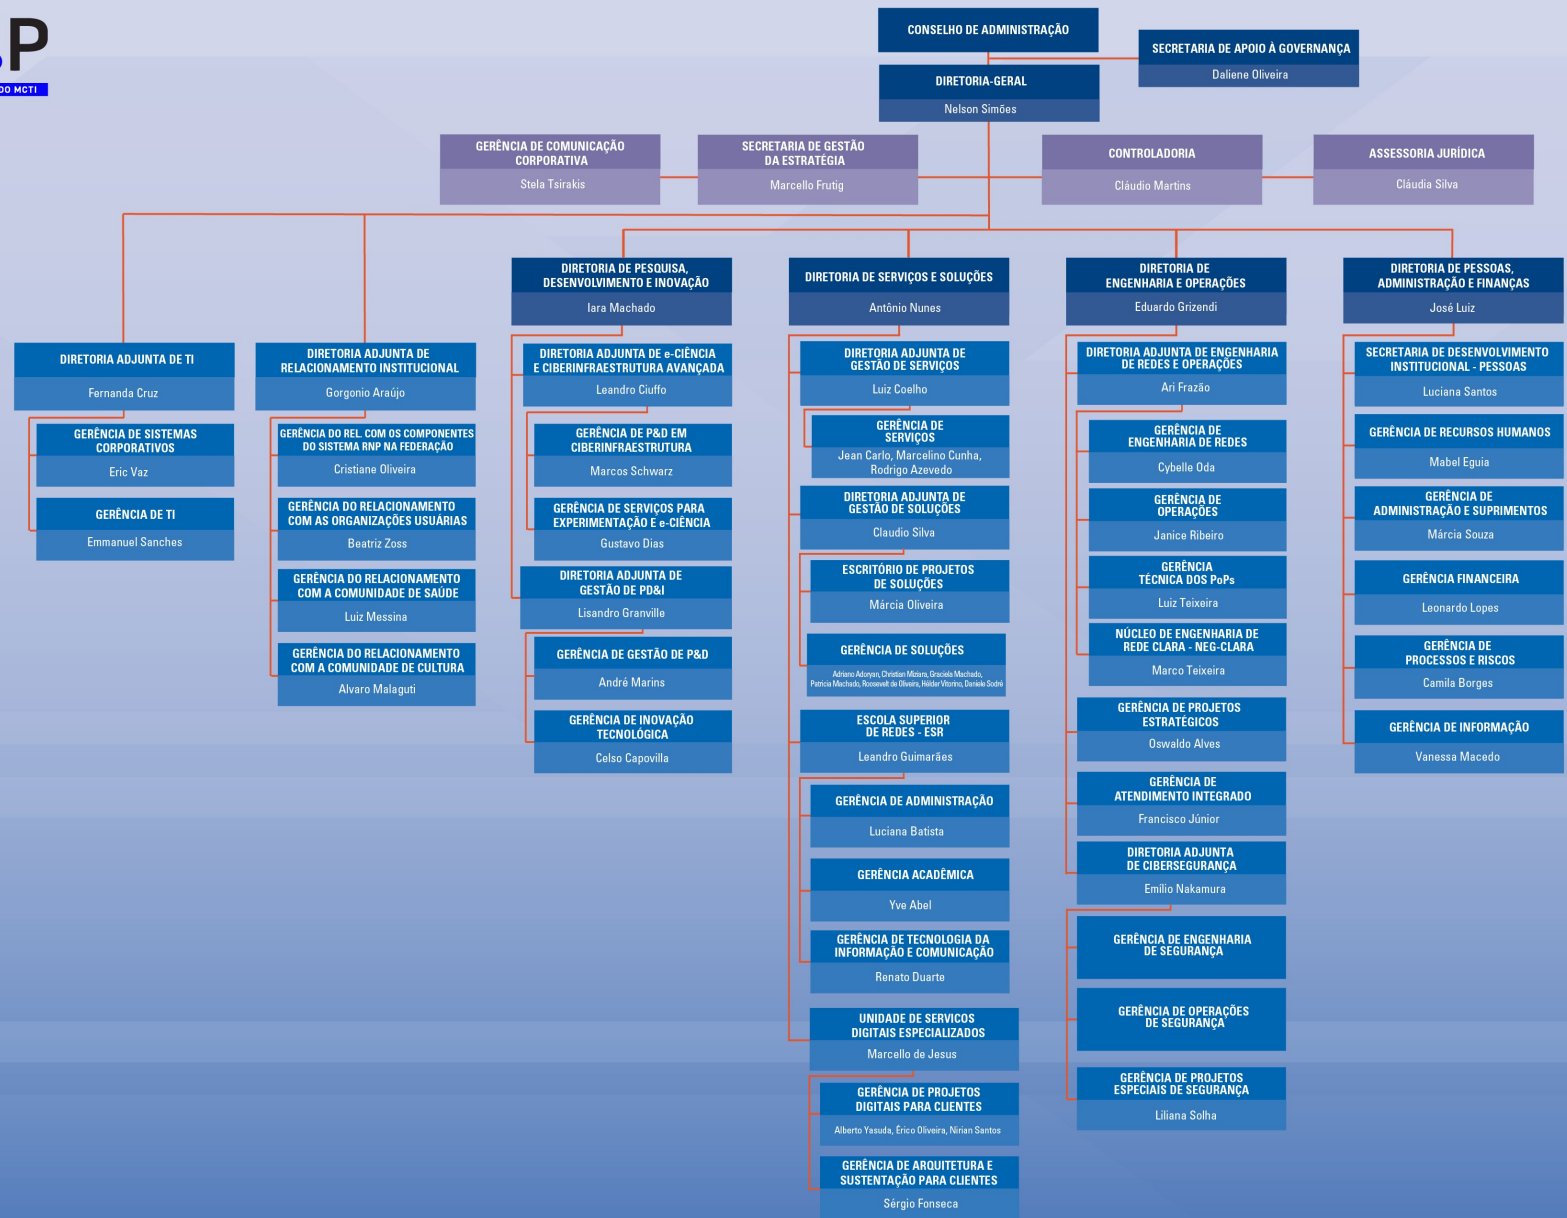 P
DO MCTI
CONSELHO DE ADMINISTRAÇÃO
SECRETARIA DE APOIO À GOVERNANÇA
Daliene Oliveira
DIRETORIA-GERAL
Nelson Simões
GERÊNCIA DE COMUNICAÇÃO
CORPORATIVA
Stela Tsirakis
SECRETARIA DE GESTÃO
DA ESTRATÉGIA
Marcello Frutig
CONTROLADORIA
Cláudio Martins
ASSESSORIA JURÍDICA
Cláudia Silva
DIRETORIA ADJUNTA DE TI
Fernanda Cruz
GERÊNCIA DE SISTEMAS
CORPORATIVOS
Eric Vaz
GERÊNCIA DE TI
Emmanuel Sanches
DIRETORIA ADJUNTA DE
RELACIONAMENTO INSTITUCIONAL
Gorgonio Araújo
GERÊNCIA DO REL. COM OS COMPONENTES
DO SISTEMA RNP NA FEDERAÇÃO
Cristiane Oliveira
GERÊNCIA DO RELACIONAMENTO
COM AS ORGANIZAÇÕES USUÁRIAS
Beatriz Zoss
GERÊNCIA DO RELACIONAMENTO
COM A COMUNIDADE DE SAÚDE
Luiz Messina
GERÊNCIA DO RELACIONAMENTO
COM A COMUNIDADE DE CULTURA
Alvaro Malaguti
DIRETORIA DE PESQUISA,
DESENVOLVIMENTO E INOVAÇÃO
Iara Machado
DIRETORIA ADJUNTA DE e-CIÊNCIA
E CIBERINFRAESTRUTURA AVANÇADA
Leandro Ciuffo
GERÊNCIA DE P&D EM
CIBERINFRAESTRUTURA
Marcos Schwarz
GERÊNCIA DE SERVIÇOS PARA
EXPERIMENTAÇÃO E e-CIÊNCIA
Gustavo Dias
DIRETORIA ADJUNTA DE
GESTÃO DE PD&I
Lisandro Granville
GERÊNCIA DE GESTÃO DE P&D
André Marins
GERÊNCIA DE INOVAÇÃO
TECNOLÓGICA
Celso Capovilla
DIRETORIA DE SERVIÇOS E SOLUÇÕES
Antônio Nunes
DIRETORIA ADJUNTA DE
GESTÃO DE SERVIÇOS
Luiz Coelho
GERÊNCIA DE
SERVIÇOS
Jean Carlo, Marcelino Cunha,
Rodrigo Azevedo
DIRETORIA ADJUNTA DE
GESTÃO DE SOLUÇÕES
Claudio Silva
ESCRITÓRIO DE PROJETOS
DE SOLUÇÕES
Márcia Oliveira
GERÊNCIA DE SOLUÇÕES
Adriano Adoryan, Christian Miziara, Graciela Machado,
Patricia Machado, Roosevelt de Oliveira, Hélder Vitorino, Daniele Sodré
ESCOLA SUPERIOR
DE REDES - ESR
Leandro Guimarães
GERÊNCIA DE ADMINISTRAÇÃO
Luciana Batista
GERÊNCIA ACADÊMICA
Yve Abel
GERÊNCIA DE TECNOLOGIA DA
INFORMAÇÃO E COMUNICAÇÃO
Renato Duarte
UNIDADE DE SERVICOS
DIGITAIS ESPECIALIZADOS
Marcello de Jesus
GERÊNCIA DE PROJETOS
DIGITAIS PARA CLIENTES
Alberto Yasuda, Érico Oliveira, Nirian Santos
GERÊNCIA DE ARQUITETURA E
SUSTENTAÇÃO PARA CLIENTES
Sérgio Fonseca
DIRETORIA DE
ENGENHARIA E OPERAÇÕES
Eduardo Grizendi
DIRETORIA ADJUNTA DE ENGENHARIA
DE REDES E OPERAÇÕES
Ari Frazão
GERÊNCIA DE
ENGENHARIA DE REDES
Cybelle Oda
GERÊNCIA DE
OPERAÇÕES
Janice Ribeiro
GERÊNCIA
TÉCNICA DOS PoPs
Luiz Teixeira
NÚCLEO DE ENGENHARIA DE
REDE CLARA - NEG-CLARA
Marco Teixeira
GERÊNCIA DE PROJETOS
ESTRATÉGICOS
Oswaldo Alves
GERÊNCIA DE
ATENDIMENTO INTEGRADO
Francisco Júnior
DIRETORIA ADJUNTA
DE CIBERSEGURANÇA
Emílio Nakamura
GERÊNCIA DE ENGENHARIA
DE SEGURANÇA
GERÊNCIA DE OPERAÇÕES
DE SEGURANÇA
GERÊNCIA DE PROJETOS
ESPECIAIS DE SEGURANÇA
Liliana Solha
DIRETORIA DE PESSOAS,
ADMINISTRAÇÃO E FINANÇAS
José Luiz
SECRETARIA DE DESENVOLVIMENTO
INSTITUCIONAL - PESSOAS
Luciana Santos
GERÊNCIA DE RECURSOS HUMANOS
Mabel Eguia
GERÊNCIA DE
ADMINISTRAÇÃO E SUPRIMENTOS
Márcia Souza
GERÊNCIA FINANCEIRA
Leonardo Lopes
GERÊNCIA DE
PROCESSOS E RISCOS
Camila Borges
GERÊNCIA DE INFORMAÇÃO
Vanessa Macedo